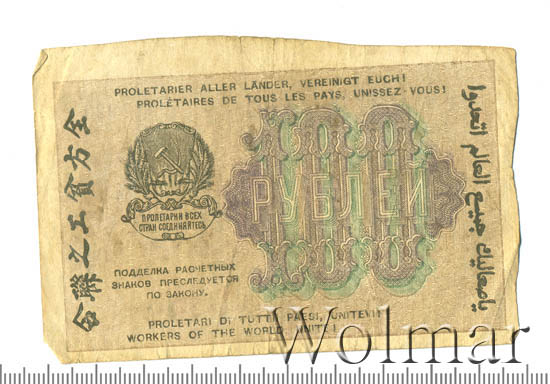 PROLETARIER ALLER LÄNDER, VEREINIGT EUCH!
PROLÉTAIRES DE TOUS LES PAYS, UNISSEZ-VOUS!
100
РУБЛЕЙ
100
ПРОЛЕТАРИИ ВСЕХ
СТРАН СОЕДИНЯЙТЕСЬ
ПОДДЕЛКА РАСЧЕТНЫХ
ЗНАКОВ ПРЕСЛЕДУЕТСЯ
ПО ЗАКОНУ.
PROLETARI DI TUTTI PAESI, UNITEVI!
WORKERS OF THE WORLD, UNITE!
Wolmar